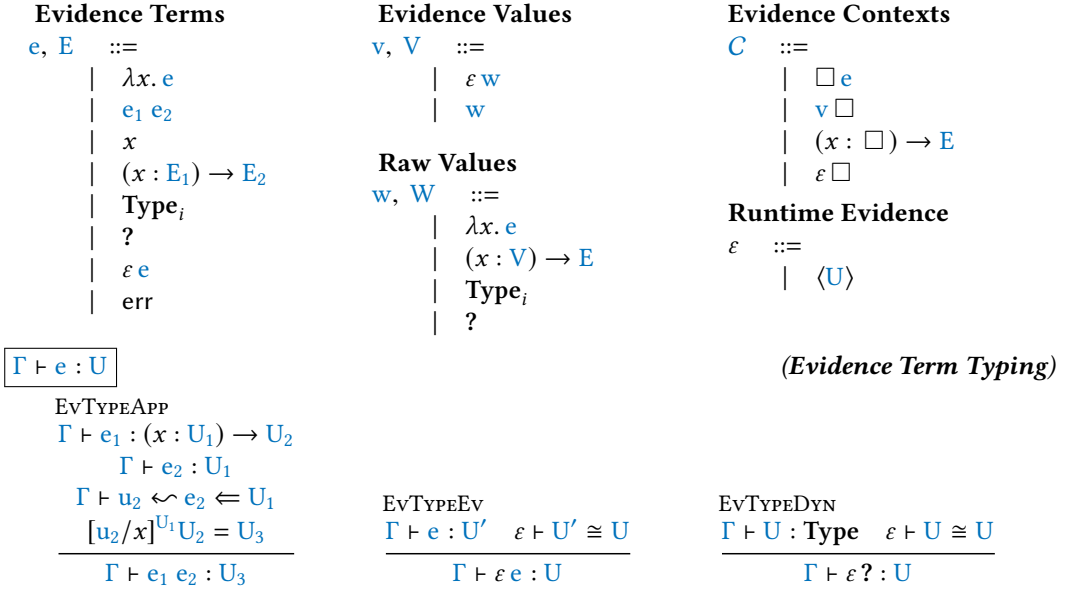 Evidence Terms
e, E ::=
| λx. e
| e₁ e₂
| x
| (x : E₁) → E₂
| Typeᵢ
| ?
| ε e
| err
Evidence Values
v, V ::=
| ε w
| w
Raw Values
w, W ::=
| λx. e
| (x : V) → E
| Typeᵢ
| ?
Evidence Contexts
C ::=
| □ e
| v □
| (x : □) → E
| ε □
Runtime Evidence
ε ::=
| ⟨U⟩
Γ ⊢ e : U
(Evidence Term Typing)
EvTypeApp
Γ ⊢ e₁ : (x : U₁) → U₂
Γ ⊢ e₂ : U₁
Γ ⊢ u₂ ⇜ e₂ ⇐ U₁
[u₂/x]^U₁ U₂ = U₃
Γ ⊢ e₁ e₂ : U₃
EvTypeEv
Γ ⊢ e : U′ ε ⊢ U′ ≅ U
Γ ⊢ ε e : U
EvTypeDyn
Γ ⊢ U : Type ε ⊢ U ≅ U
Γ ⊢ ε ? : U